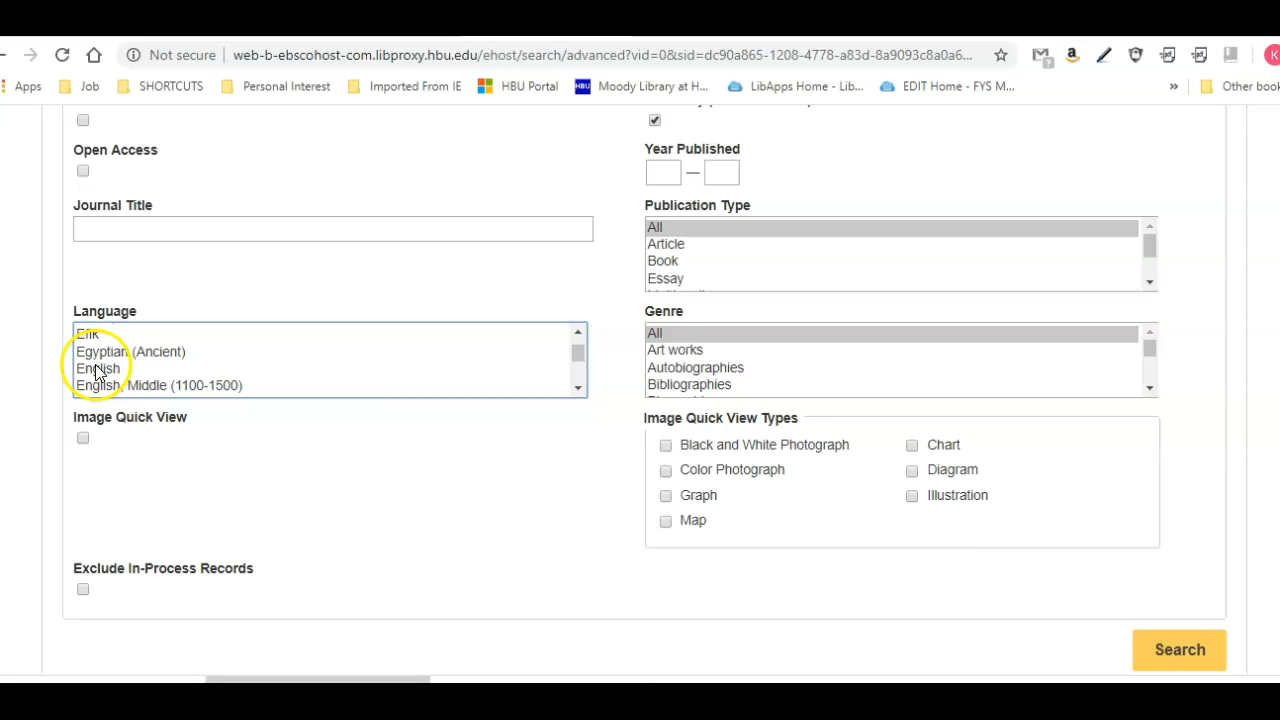 Not secure web-b-ebscohost-com.libproxy.hbu.edu/ehost/search/advanced?vid=0&sid=dc90a865-1208-4778-a83d-8a9093c8a0a6...
Apps Job SHORTCUTS Personal Interest Imported From IE HBU Portal HBU Moody Library at H... LibApps Home - Lib... EDIT Home - FYS M... » Other book
Open Access
Year Published
—
Journal Title
Publication Type
All
Article
Book
Essay
Language
Genre
Efik
All
Egyptian (Ancient)
Art works
English
Autobiographies
English, Middle (1100-1500)
Bibliographies
Image Quick View
Image Quick View Types
Black and White Photograph
Chart
Color Photograph
Diagram
Graph
Illustration
Map
Exclude In-Process Records
Search